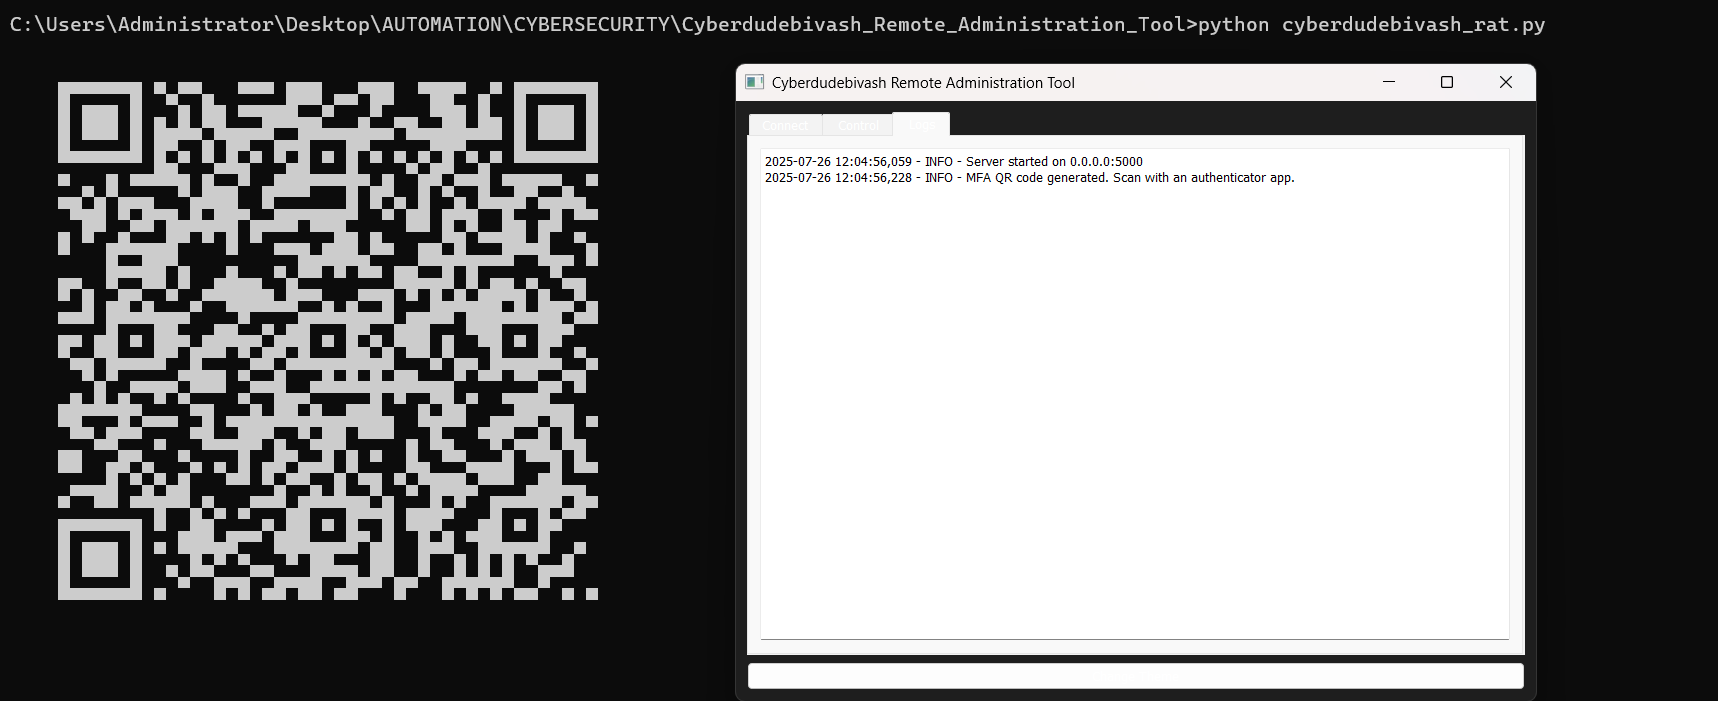 C:\Users\Administrator\Desktop\AUTOMATION\CYBERSECURITY\Cyberdudebivash_Remote_Administration_Tool>python cyberdudebivash_rat.py
Cyberdudebivash Remote Administration Tool
Connect Control Logs
2025-07-26 12:04:56,059 - INFO - Server started on 0.0.0.0:5000
2025-07-26 12:04:56,228 - INFO - MFA QR code generated. Scan with an authenticator app.